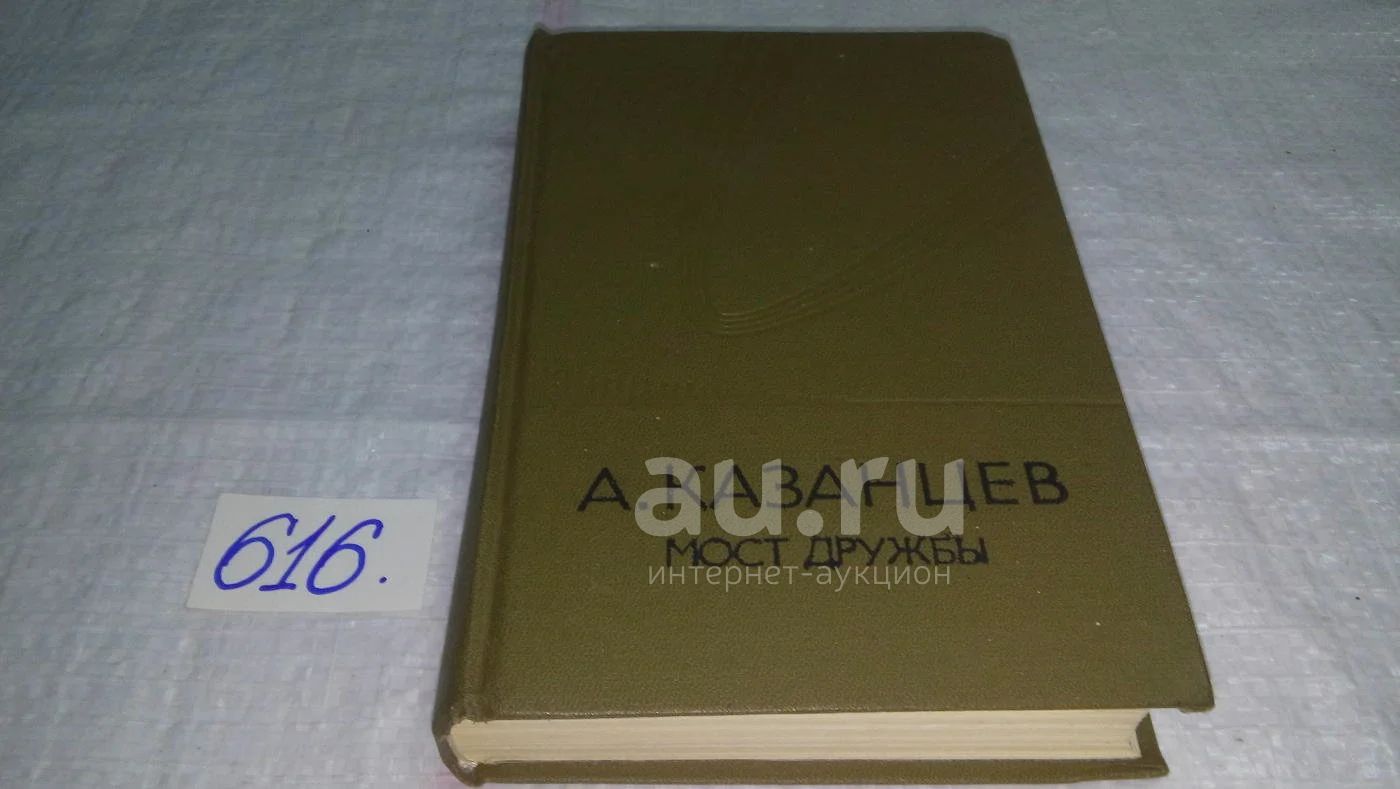 А. КАЗАНЦЕВ
МОСТ ДРУЖБЫ
au.ru
интернет-аукцион
616.